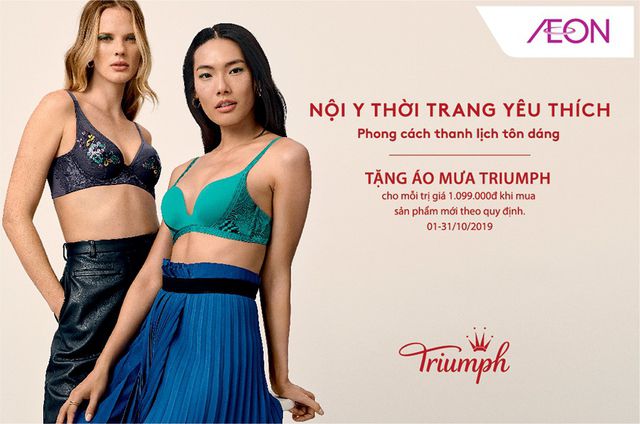 ÆON
NỘI Y THỜI TRANG YÊU THÍCH
Phong cách thanh lịch tôn dáng
TẶNG ÁO MƯA TRIUMPH
cho mỗi trị giá 1.099.000đ khi mua
sản phẩm mới theo quy định.
01-31/10/2019
Triumph